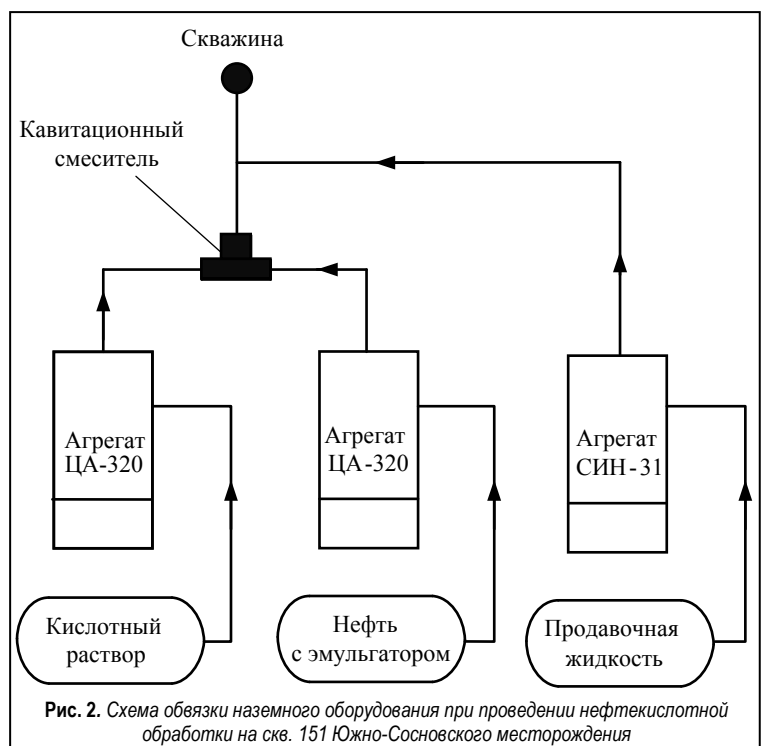 Скважина
Кавитационный
смеситель
Агрегат
ЦА-320
Агрегат
ЦА-320
Агрегат
СИН-31
Кислотный
раствор
Нефть
с эмульгатором
Продавочная
жидкость
Рис. 2. Схема обвязки наземного оборудования при проведении нефтекислотной
обработки на скв. 151 Южно-Сосновского месторождения